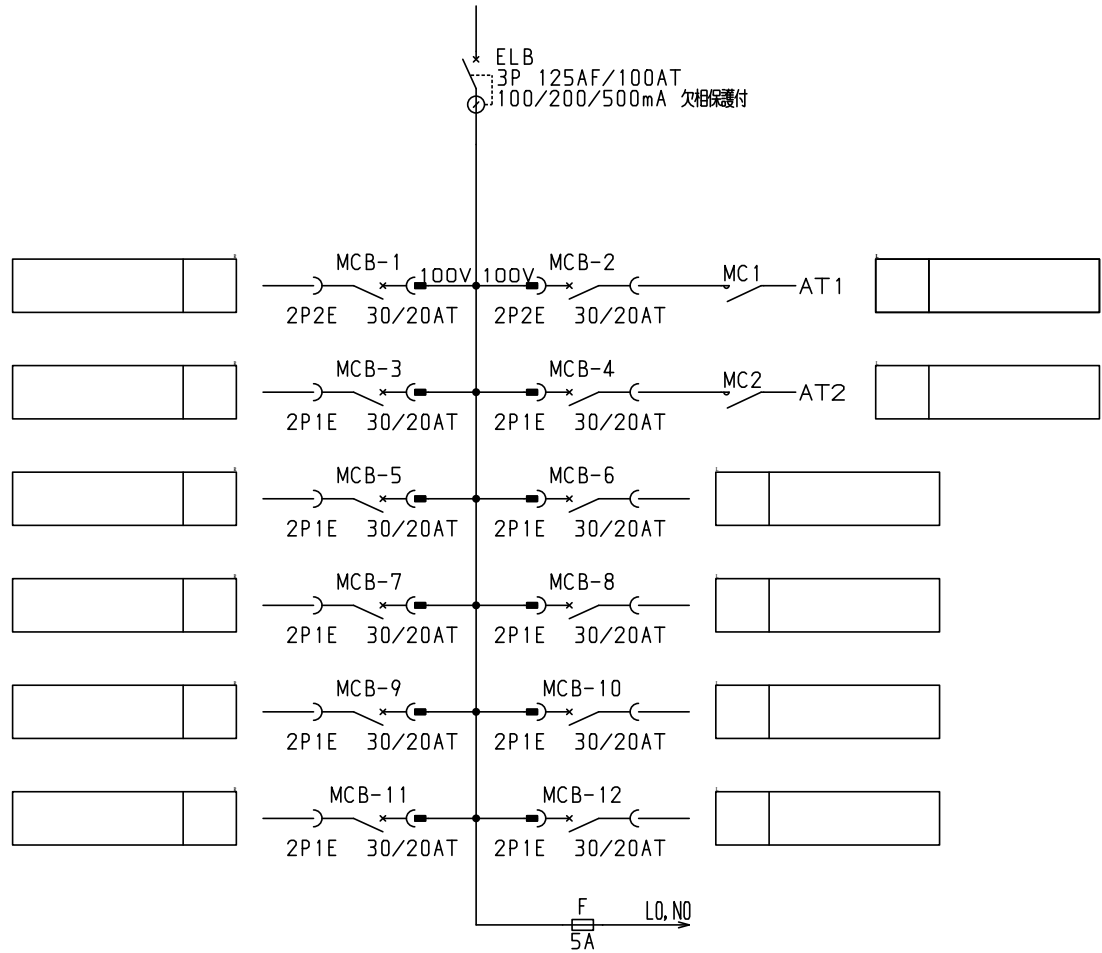 ELB
3P 125AF/100AT
100/200/500mA 欠相保護付
MCB-1 100V 100V MCB-2 MC1 AT1
2P2E 30/20AT 2P2E 30/20AT
MCB-3 MCB-4 MC2 AT2
2P1E 30/20AT 2P1E 30/20AT
MCB-5 MCB-6
2P1E 30/20AT 2P1E 30/20AT
MCB-7 MCB-8
2P1E 30/20AT 2P1E 30/20AT
MCB-9 MCB-10
2P1E 30/20AT 2P1E 30/20AT
MCB-11 MCB-12
2P1E 30/20AT 2P1E 30/20AT
F L0,N0
5A